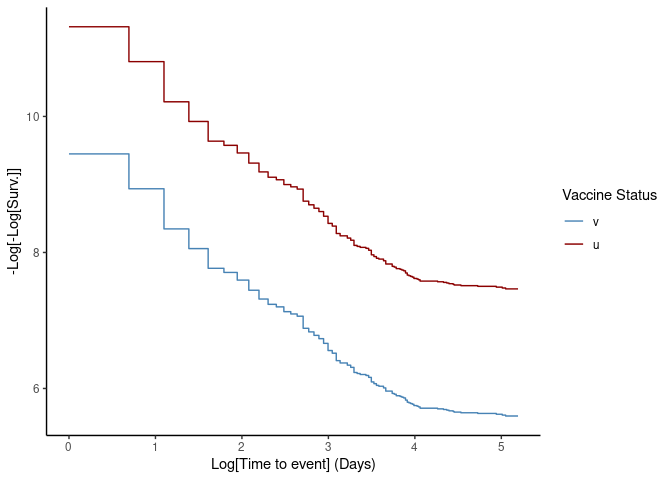 -Log[-Log[Surv.]]
10
8
6
0 1 2 3 4 5
Log[Time to event] (Days)
Vaccine Status
v
u